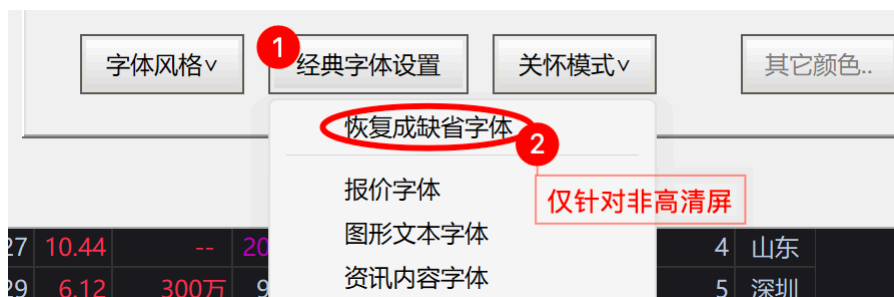 字体风格˅
1
经典字体设置
关怀模式˅
其它颜色..
恢复成缺省字体
2
报价字体
仅针对非高清屏
图形文本字体
资讯内容字体
27 10.44 -- 20 4 山东
29 6.12 300万 9 5 深圳